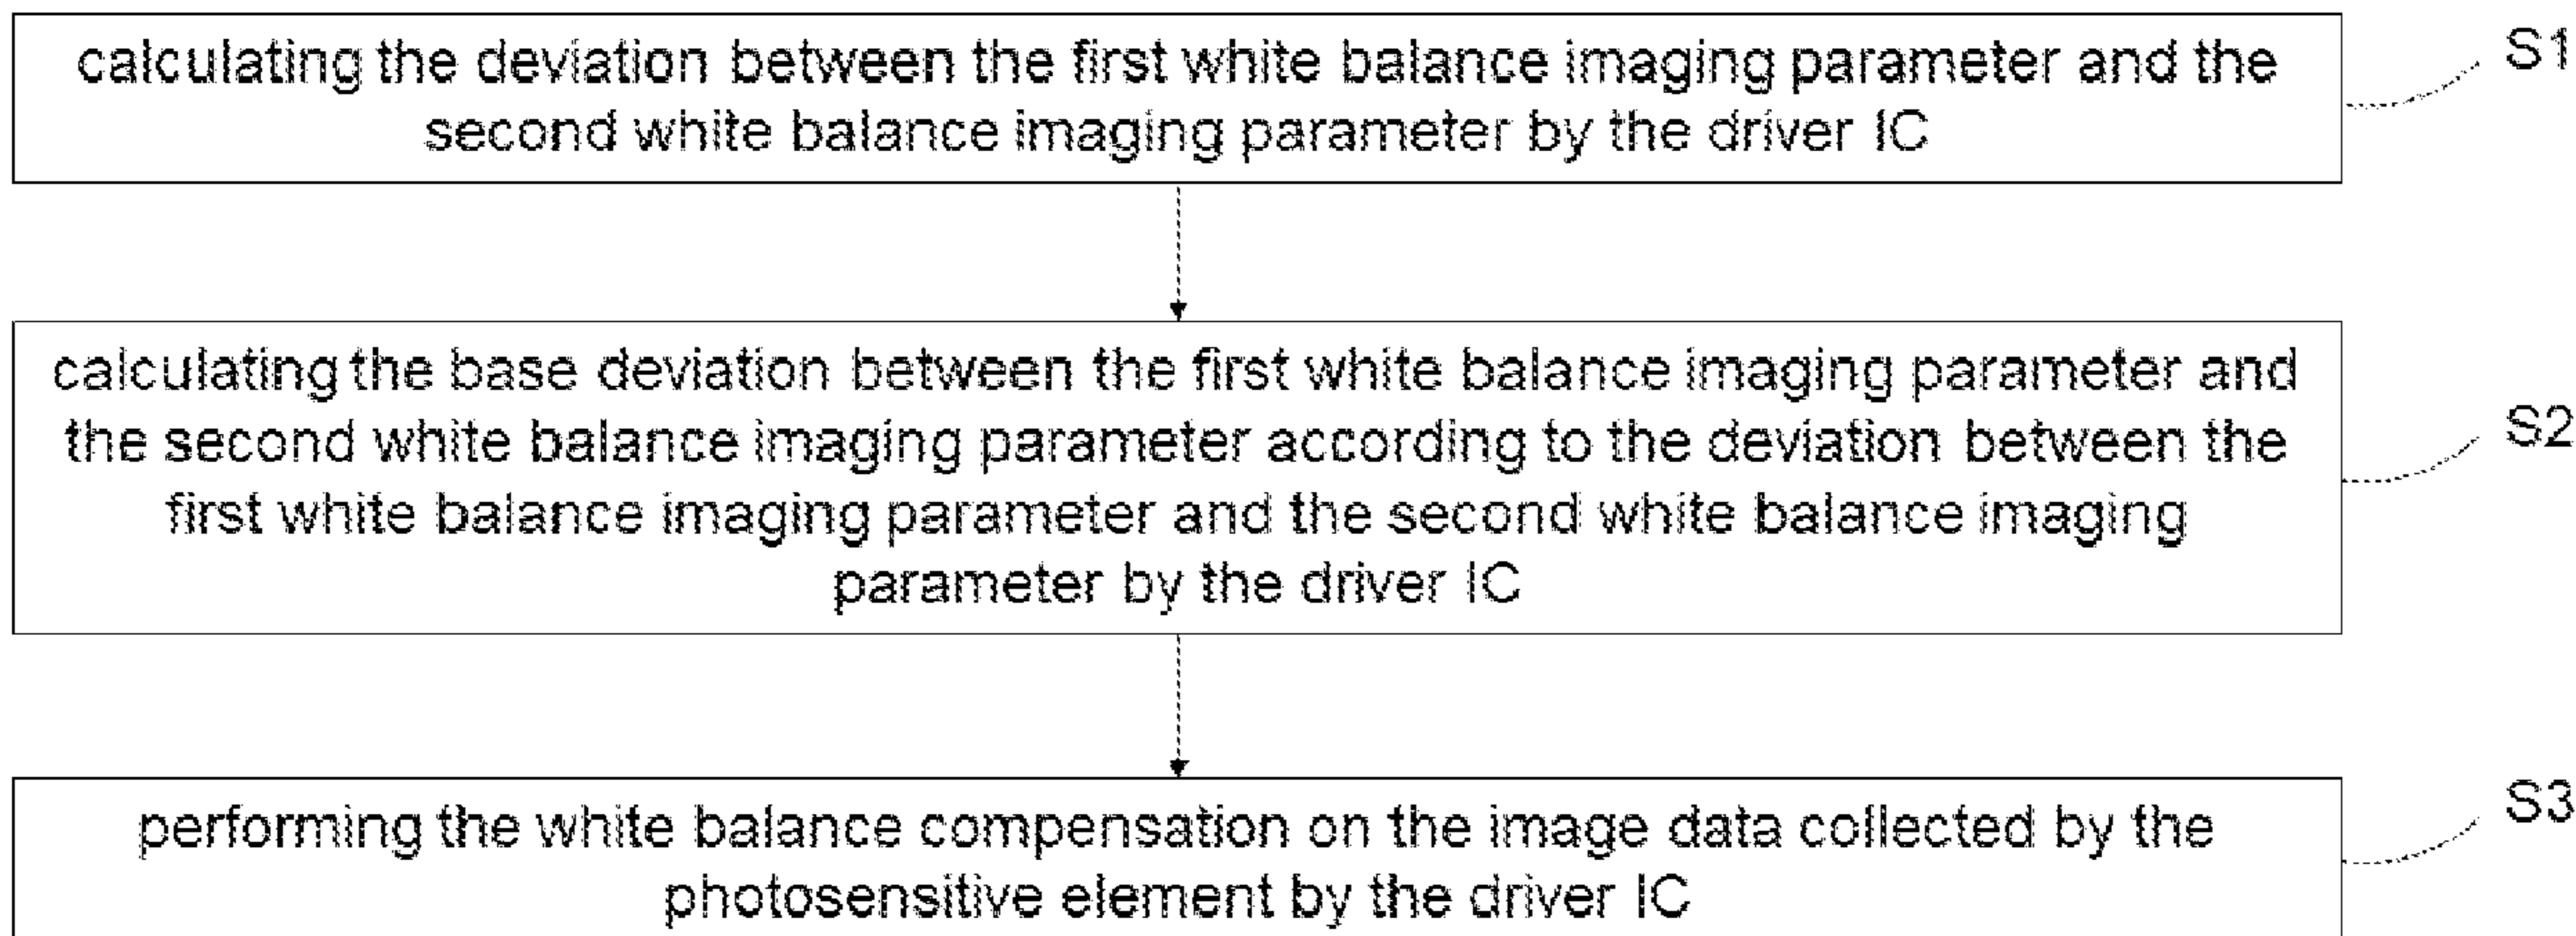 calculating the deviation between the first white balance imaging parameter and the
second white balance imaging parameter by the driver IC
S1
calculating the base deviation between the first white balance imaging parameter and
the second white balance imaging parameter according to the deviation between the
first white balance imaging parameter and the second white balance imaging
parameter by the driver IC
S2
performing the white balance compensation on the image data collected by the
photosensitive element by the driver IC
S3